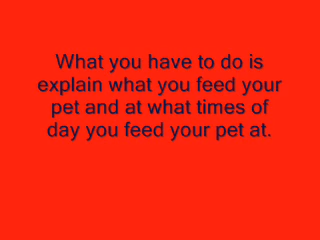 What you have to do is
explain what you feed your
pet and at what times of
day you feed your pet at.